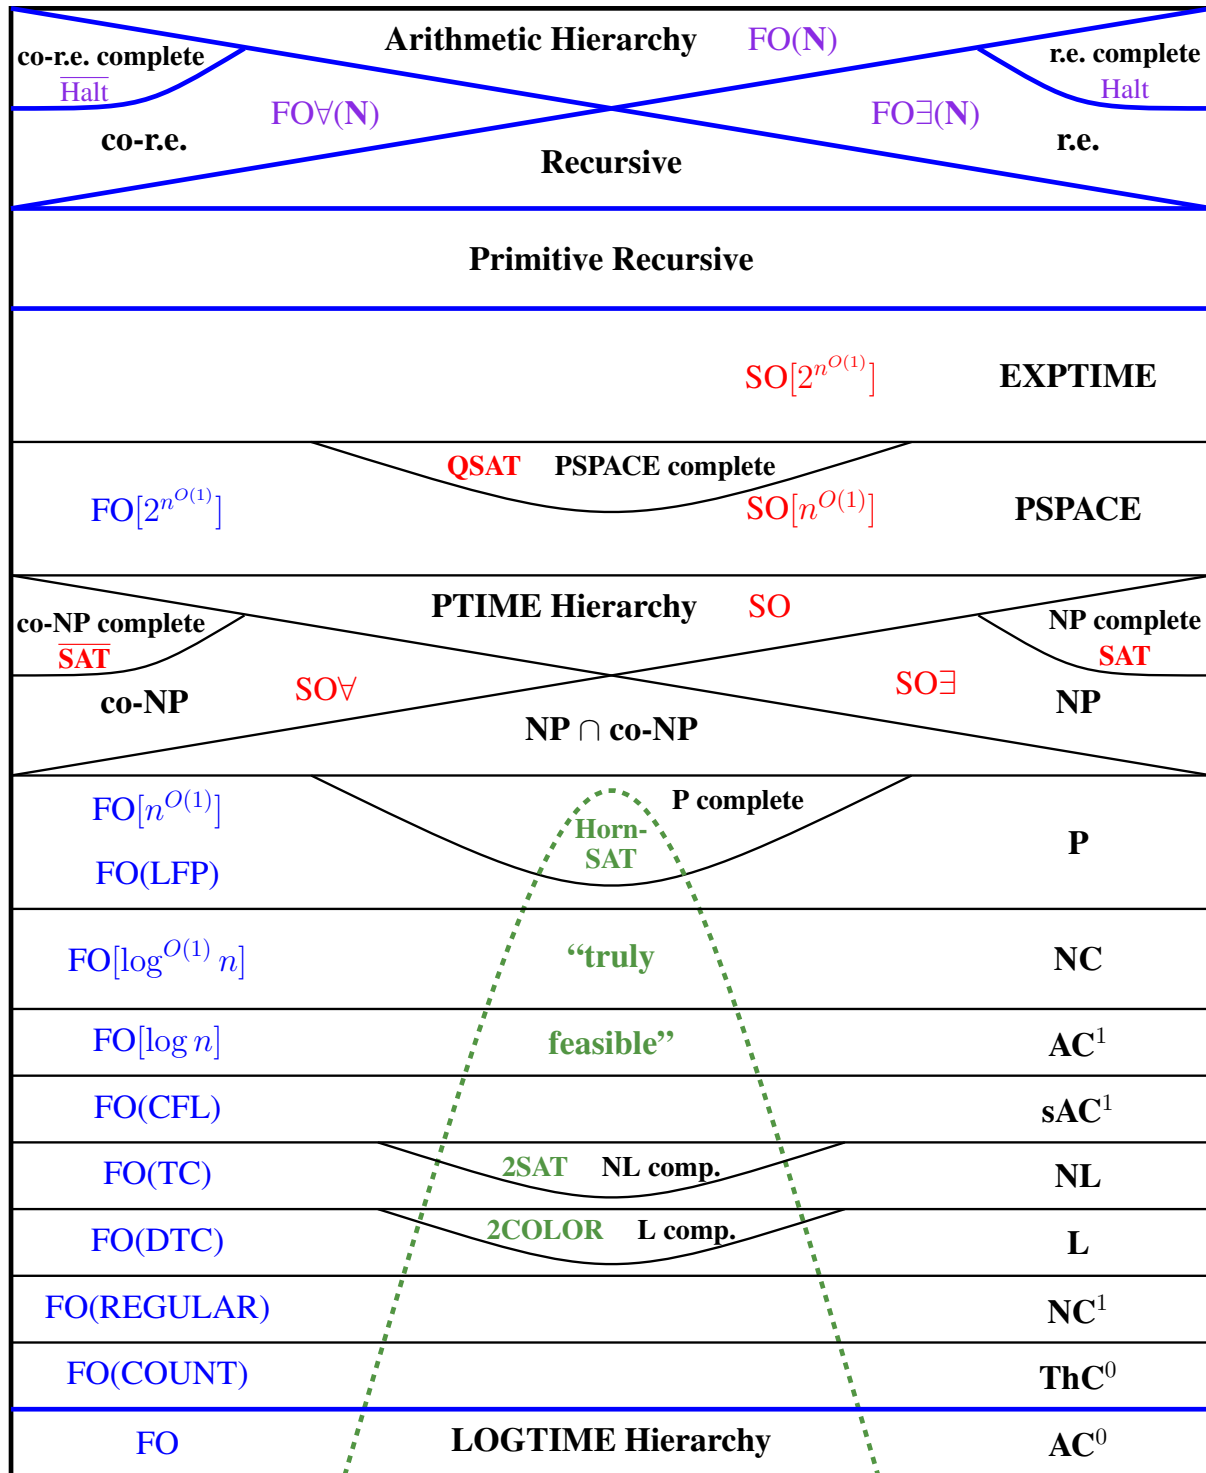 Arithmetic Hierarchy FO(N)
co-r.e. complete
r.e. complete
H̅a̅l̅t̅
Halt
FO∀(N)
FO∃(N)
co-r.e.
r.e.
Recursive
Primitive Recursive
SO[2^{n^{O(1)}}] EXPTIME
QSAT PSPACE complete
FO[2^{n^{O(1)}}] SO[n^{O(1)}] PSPACE
PTIME Hierarchy SO
co-NP complete
NP complete
S̅A̅T̅
SAT
SO∀
SO∃
co-NP
NP
NP ∩ co-NP
FO[n^{O(1)}]
P complete
Horn-
SAT
P
FO(LFP)
FO[log^{O(1)} n] “truly NC
FO[log n] feasible” AC¹
FO(CFL) sAC¹
2SAT NL comp.
FO(TC) NL
2COLOR L comp.
FO(DTC) L
FO(REGULAR) NC¹
FO(COUNT) ThC⁰
FO LOGTIME Hierarchy AC⁰